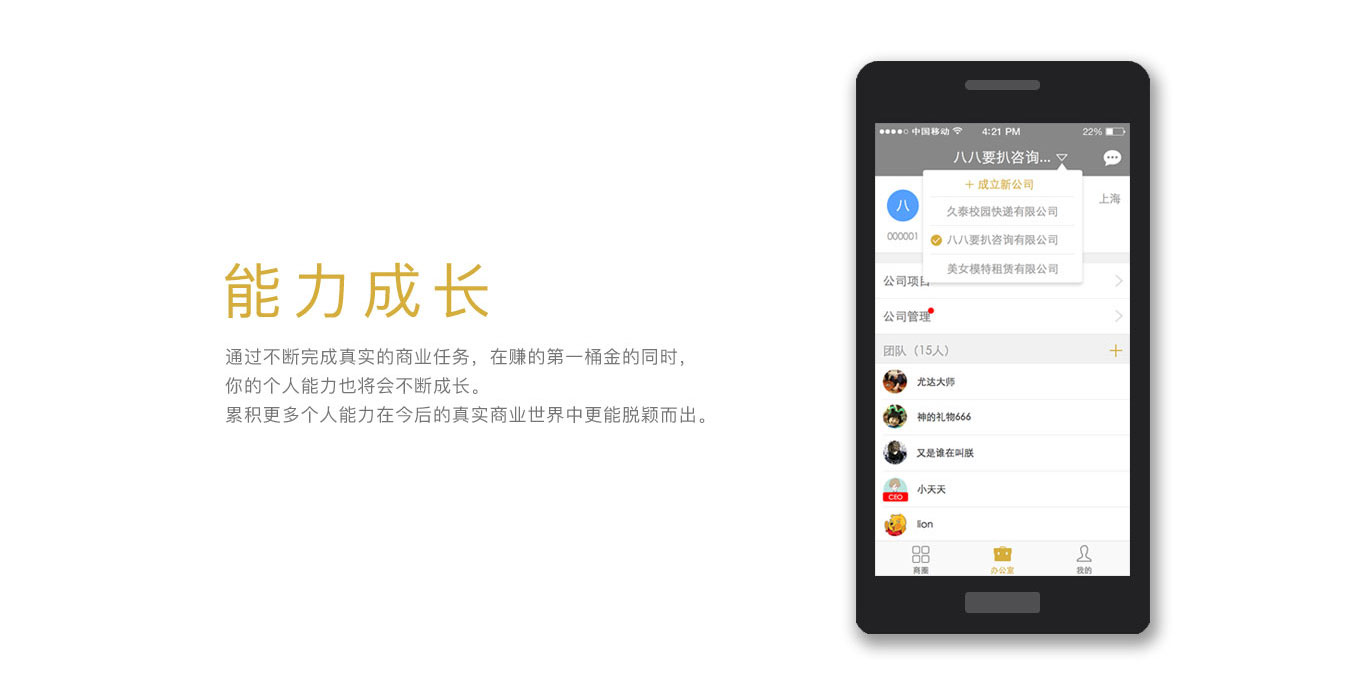 能力成长
通过不断完成真实的商业任务，在赚的第一桶金的同时，
你的个人能力也将会不断成长。
累积更多个人能力在今后的真实商业世界中更能脱颖而出。
中国移动 4:21 PM 22%
八八要扒咨询...
+ 成立新公司
八 上海
久泰校园快递有限公司
000001
八八要扒咨询有限公司
美女模特租赁有限公司
公司项目
公司管理
团队（15人） +
尤达大师
神的礼物666
又是谁在叫朕
小天天
CEO
lion
商圈 办公室 我的